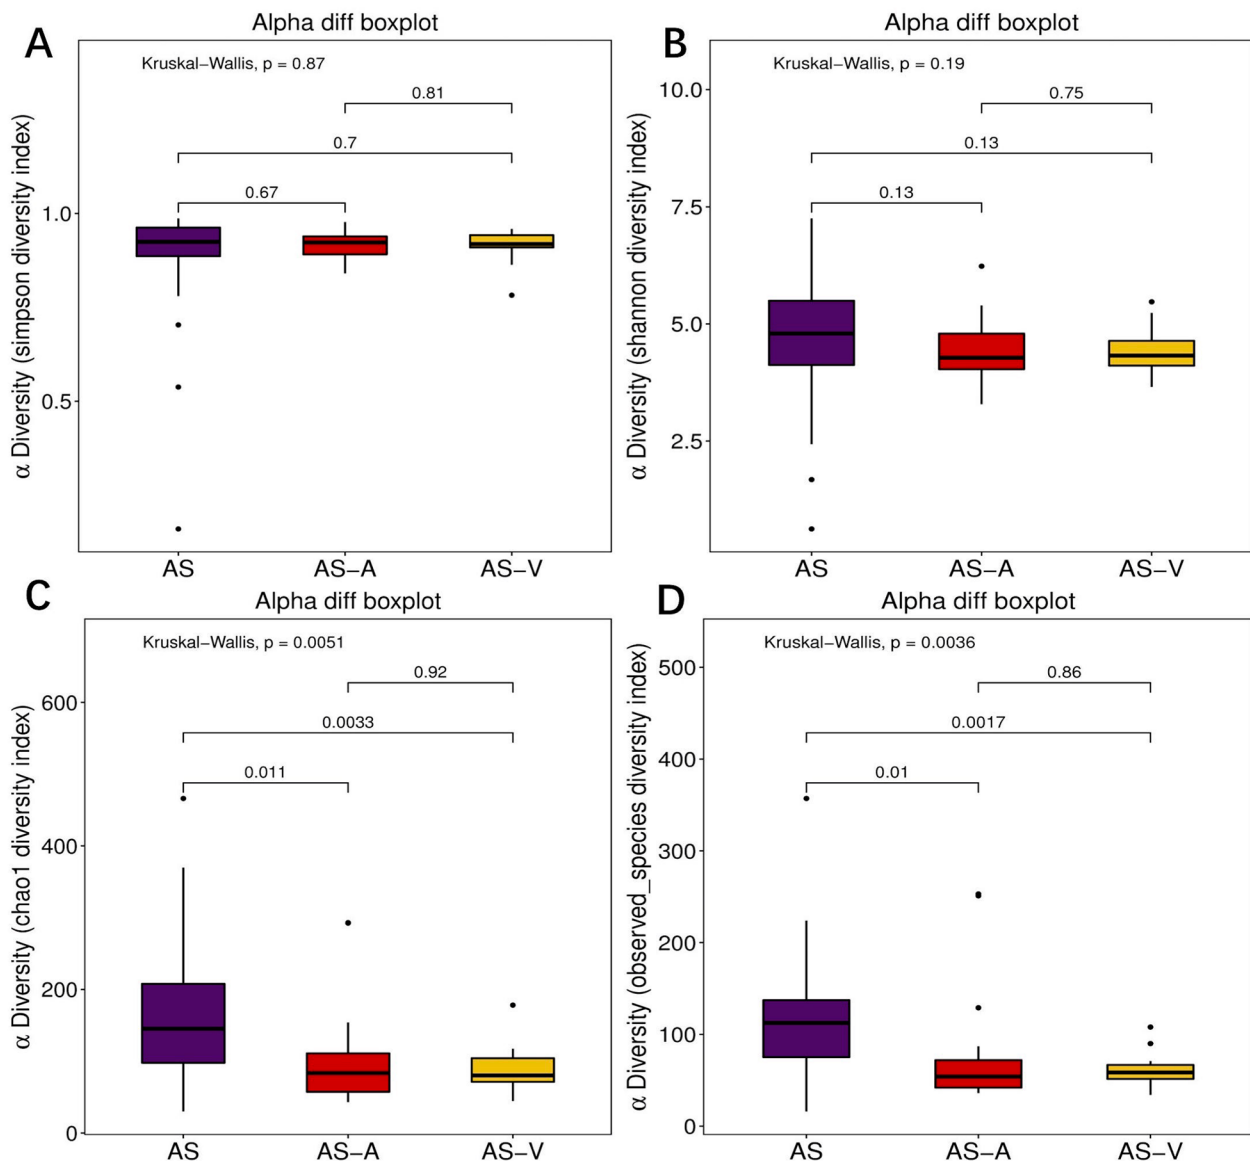 A
Alpha diff boxplot
Kruskal−Wallis, p = 0.87
0.81
0.7
0.67
1.0
0.5
α Diversity (simpson diversity index)
AS
AS−A
AS−V
B
Alpha diff boxplot
Kruskal−Wallis, p = 0.19
0.75
0.13
0.13
10.0
7.5
5.0
2.5
α Diversity (shannon diversity index)
AS
AS−A
AS−V
C
Alpha diff boxplot
Kruskal−Wallis, p = 0.0051
0.92
0.0033
0.011
600
400
200
0
α Diversity (chao1 diversity index)
AS
AS−A
AS−V
D
Alpha diff boxplot
Kruskal−Wallis, p = 0.0036
0.86
0.0017
0.01
500
400
300
200
100
0
α Diversity (observed_species diversity index)
AS
AS−A
AS−V